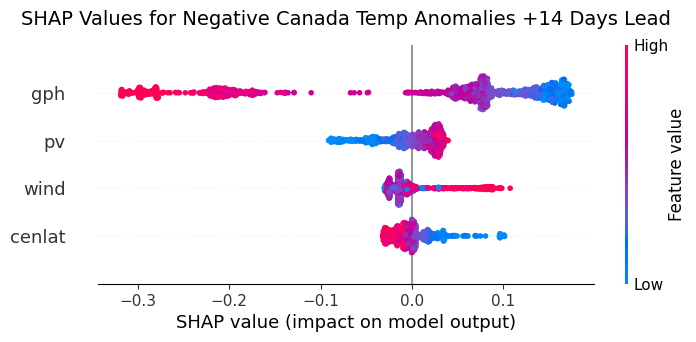 SHAP Values for Negative Canada Temp Anomalies +14 Days Lead
High
gph
pv
wind
cenlat
Feature value
Low
−0.3 −0.2 −0.1 0.0 0.1
SHAP value (impact on model output)